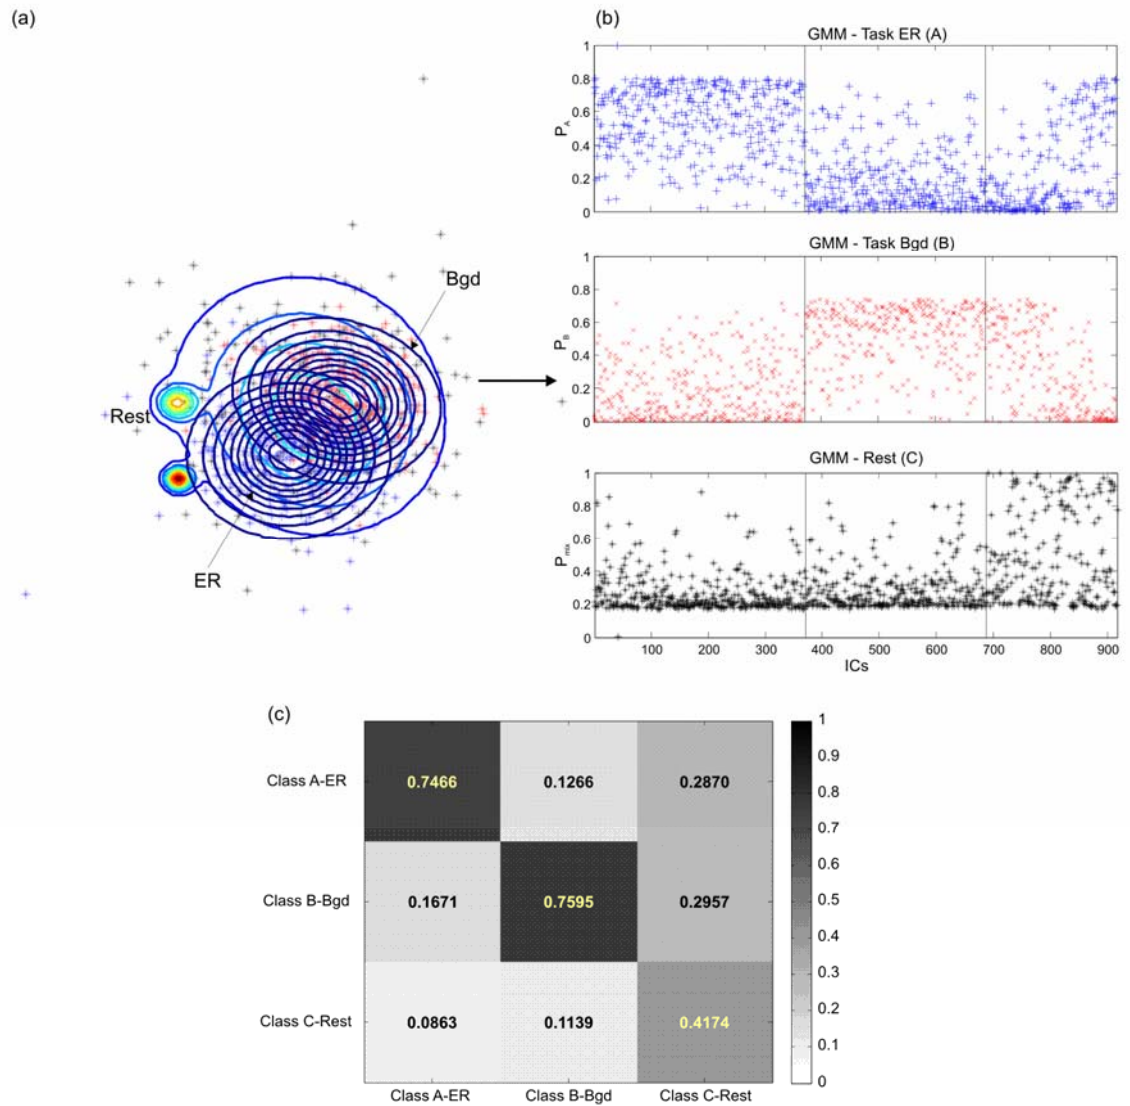 (a)
Bgd
Rest
ER
(b)
GMM - Task ER (A)
P_A
1
0.8
0.6
0.4
0.2
0
GMM - Task Bgd (B)
P_B
1
0.8
0.6
0.4
0.2
0
GMM - Rest (C)
P_mix
1
0.8
0.6
0.4
0.2
0
100 200 300 400 500 600 700 800 900
ICs
(c)
Class A-ER 0.7466 0.1266 0.2870
Class B-Bgd 0.1671 0.7595 0.2957
Class C-Rest 0.0863 0.1139 0.4174
Class A-ER Class B-Bgd Class C-Rest
1
0.9
0.8
0.7
0.6
0.5
0.4
0.3
0.2
0.1
0